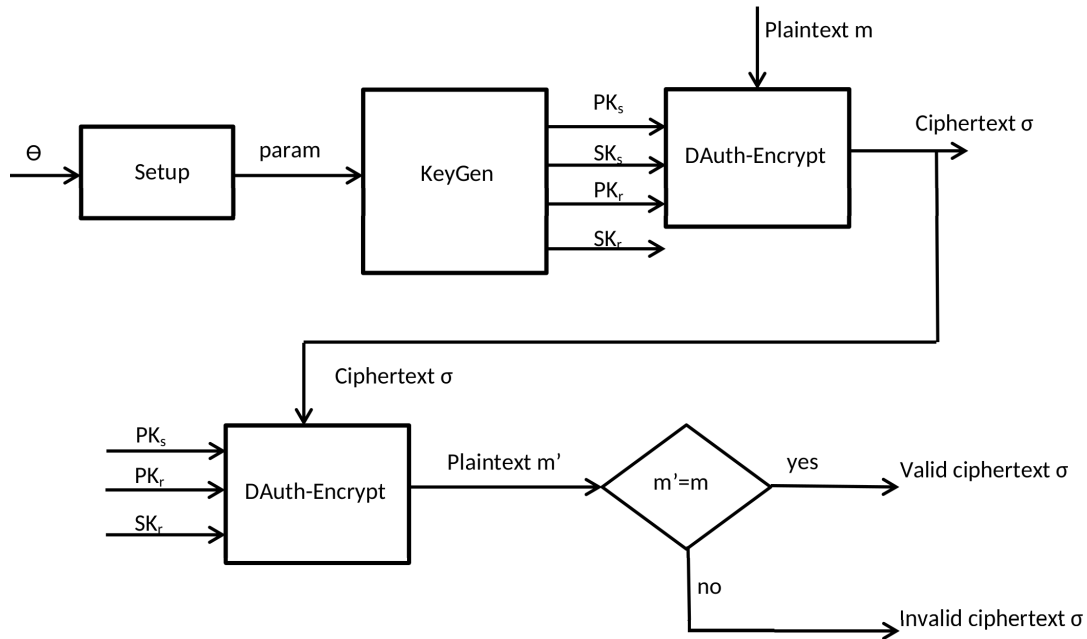 Plaintext m
PKs
Ciphertext σ
ϴ
param
SKs
DAuth-Encrypt
Setup
KeyGen
PKr
SKr
Ciphertext σ
PKs
Plaintext m’
yes
Valid ciphertext σ
PKr
DAuth-Encrypt
m’=m
SKr
no
Invalid ciphertext σ